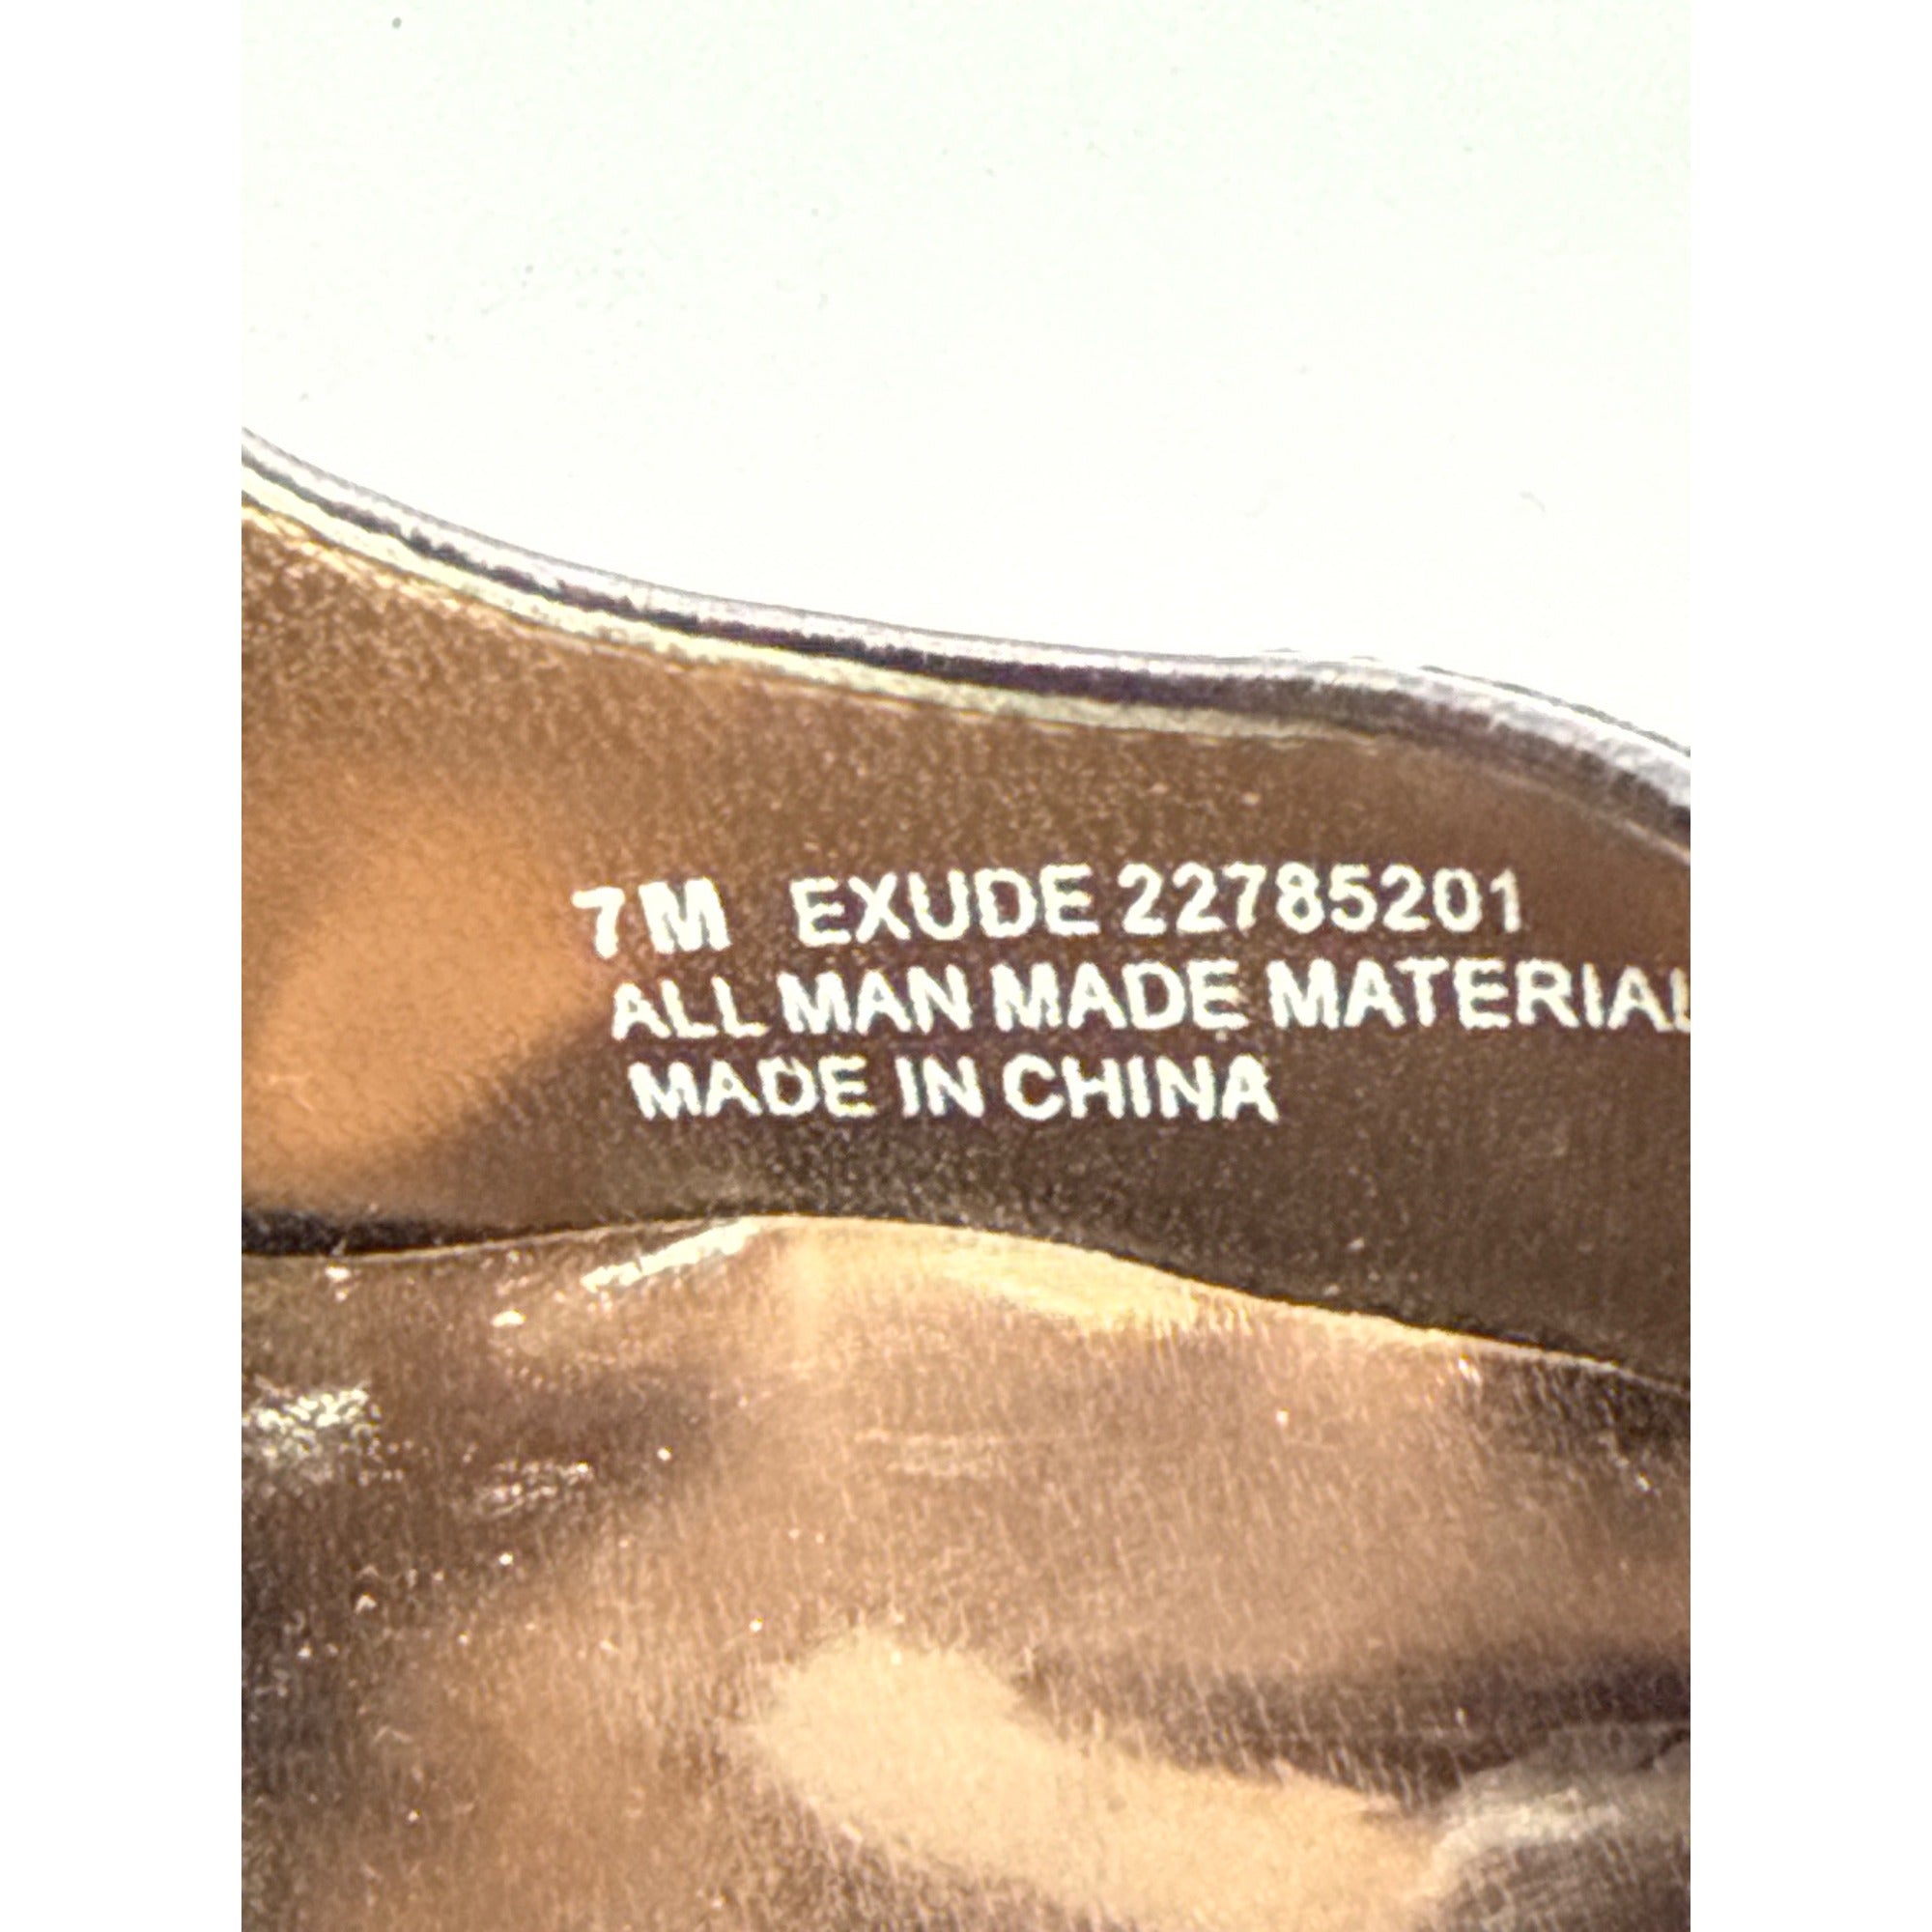 7M EXUDE 22785201
ALL MAN MADE MATERIAL
MADE IN CHINA